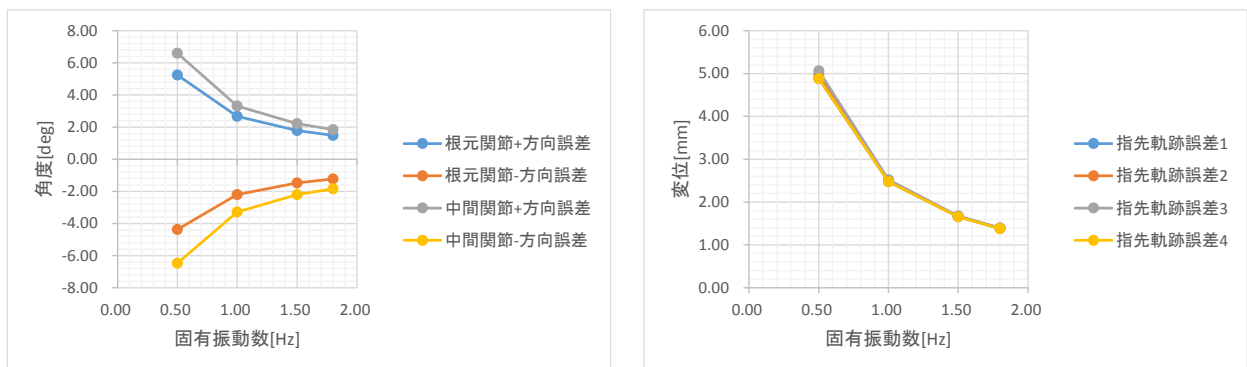 8.00
6.00
4.00
2.00
0.00
-2.00
-4.00
-6.00
-8.00
角度[deg]
0.00 0.50 1.00 1.50 2.00
固有振動数[Hz]
根元関節+方向誤差
根元関節-方向誤差
中間関節+方向誤差
中間関節-方向誤差
6.00
5.00
4.00
3.00
2.00
1.00
0.00
変位[mm]
0.00 0.50 1.00 1.50 2.00
固有振動数[Hz]
指先軌跡誤差1
指先軌跡誤差2
指先軌跡誤差3
指先軌跡誤差4